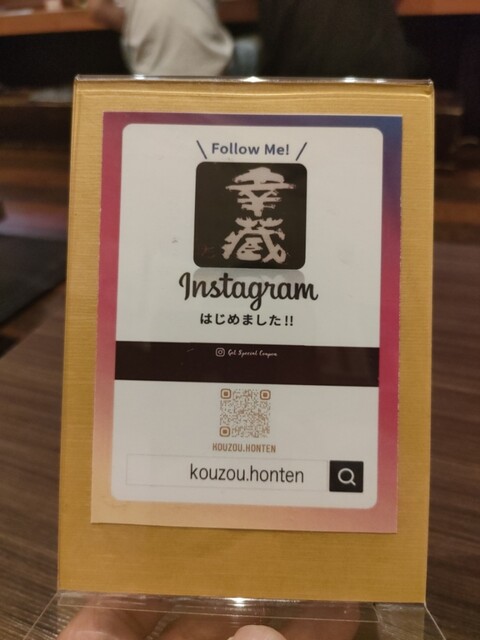 Follow Me!
幸蔵
Instagram
はじめました!!
Get Special Coupon
KOUZOU.HONTEN
kouzou.honten